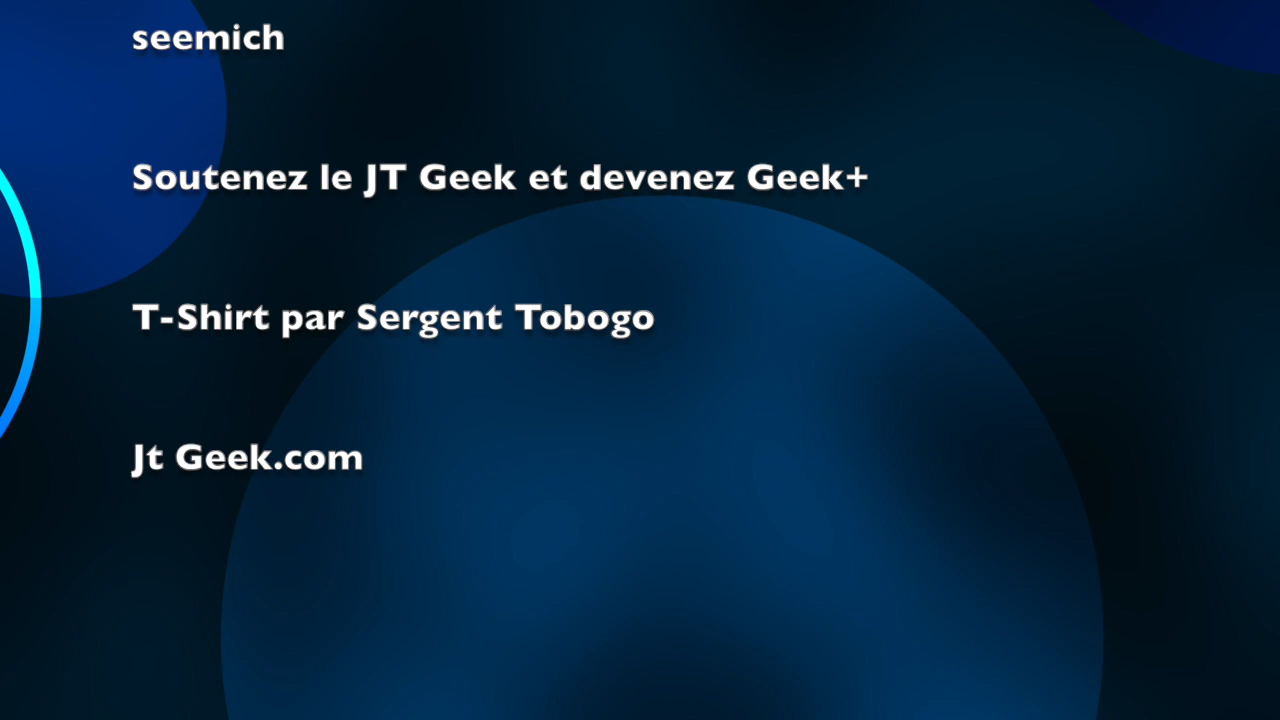 seemich
Soutenez le JT Geek et devenez Geek+
T-Shirt par Sergent Tobogo
Jt Geek.com